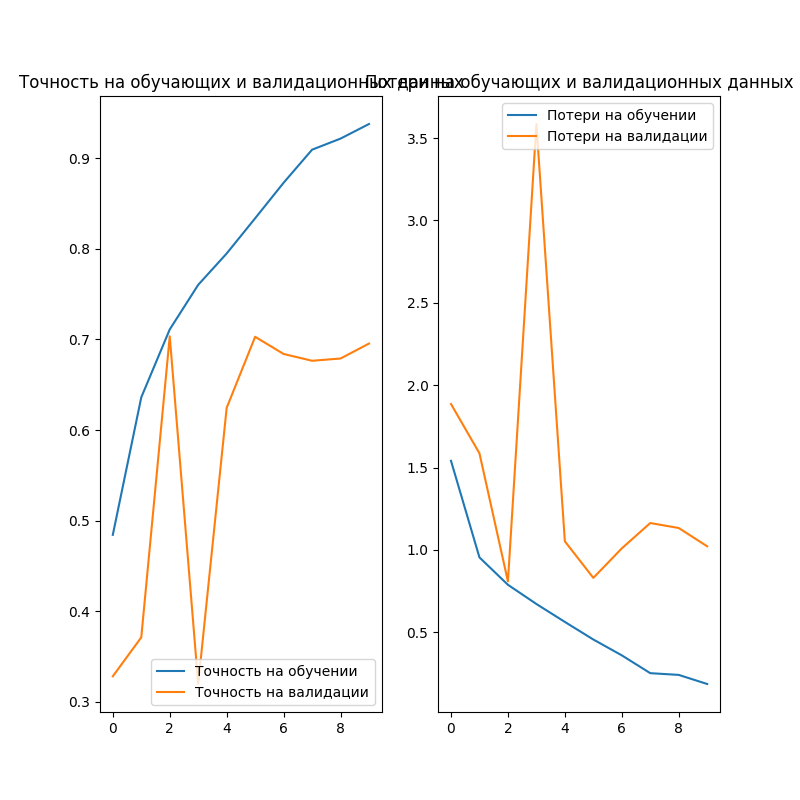 Точность на обучающих и валидационных данных
Потери на обучающих и валидационных данных
0.9
0.8
0.7
0.6
0.5
0.4
0.3
0 2 4 6 8
Точность на обучении
Точность на валидации
3.5
3.0
2.5
2.0
1.5
1.0
0.5
0 2 4 6 8
Потери на обучении
Потери на валидации